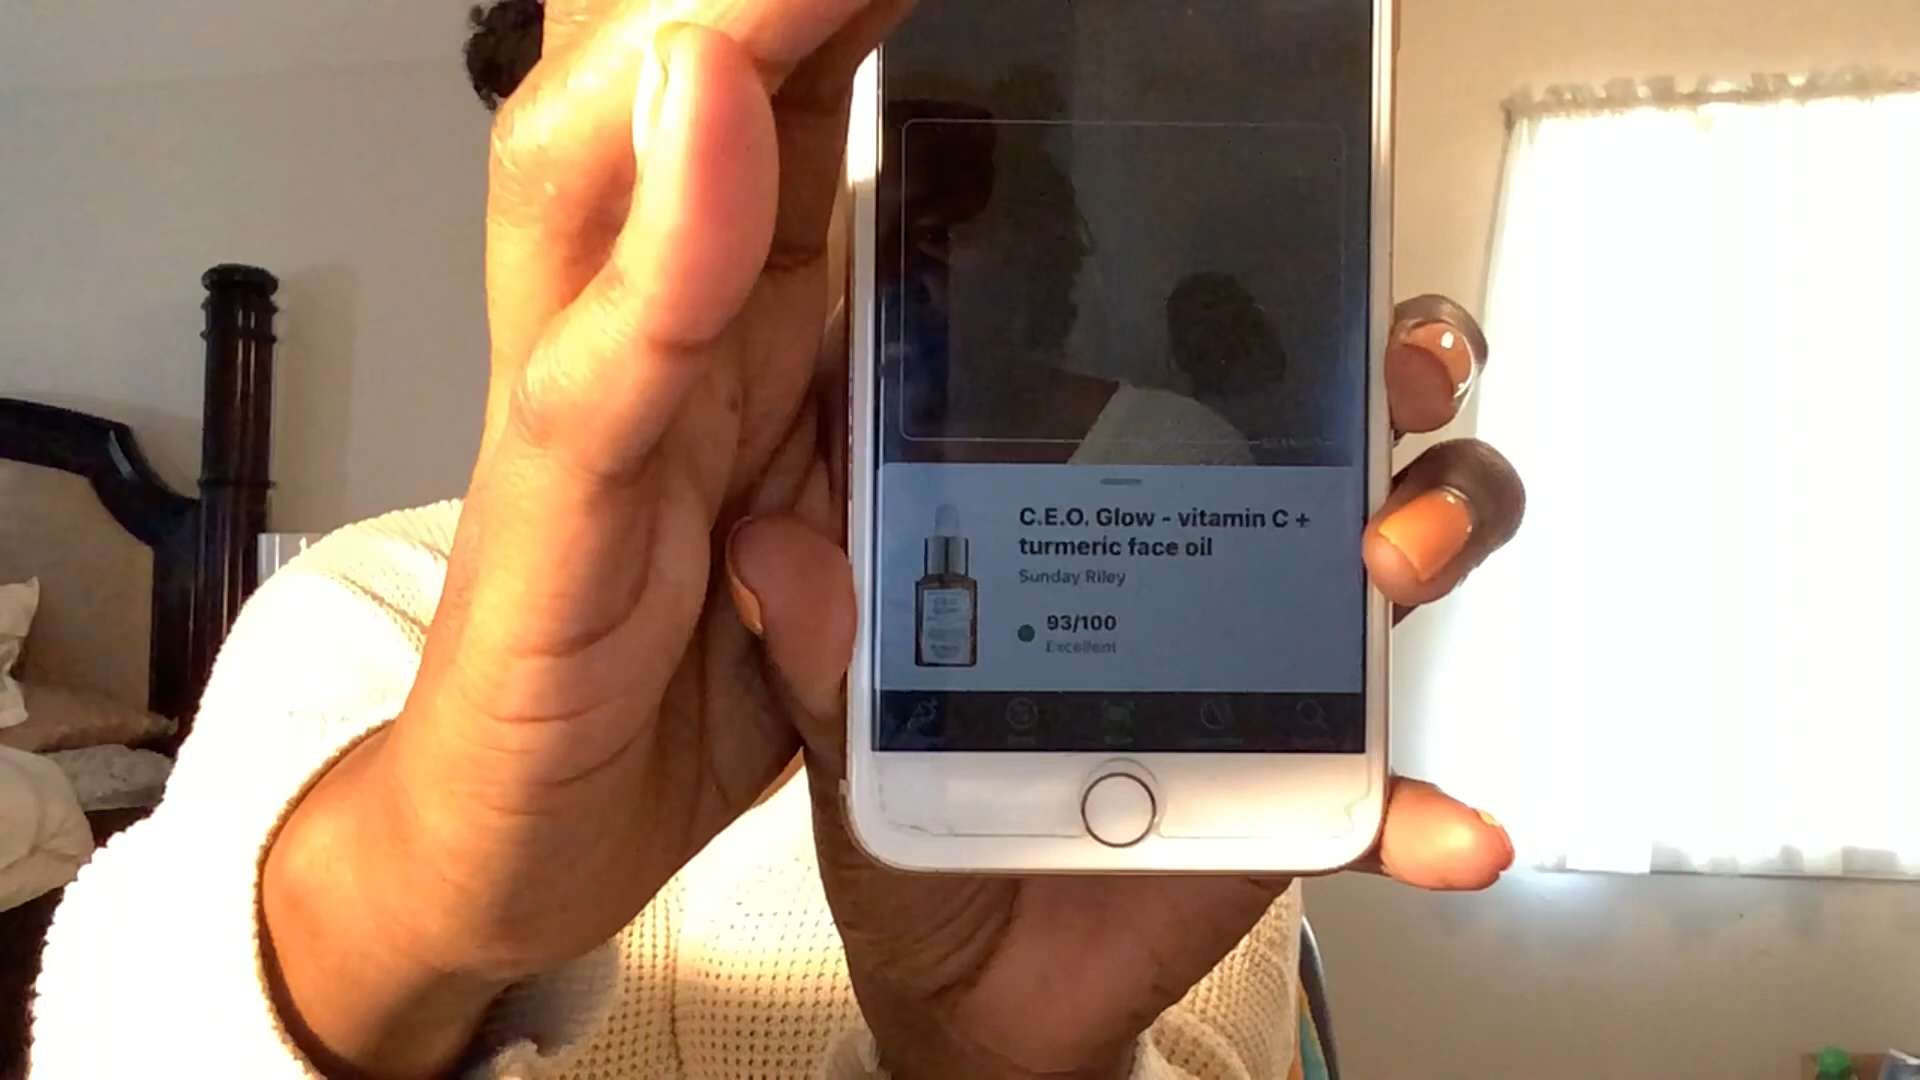 C.E.O. Glow - vitamin C +
turmeric face oil
Sunday Riley
93/100
Excellent